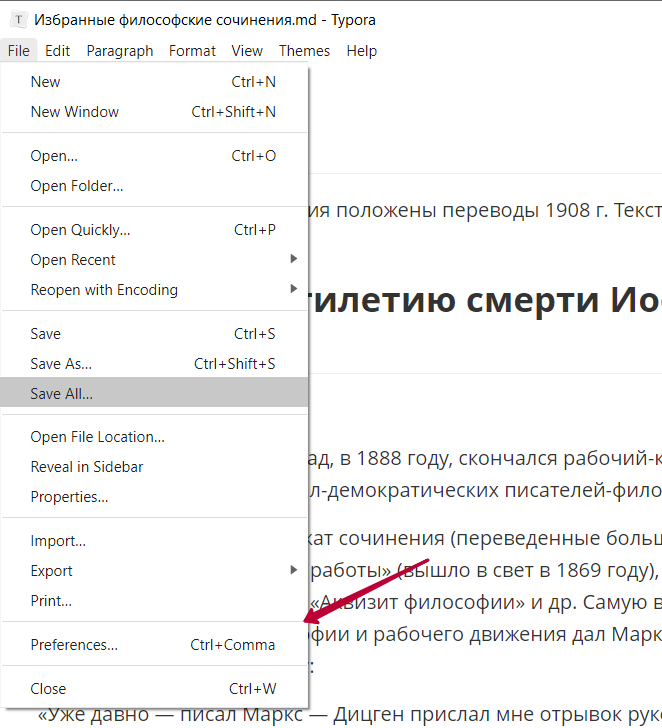 T Избранные философские сочинения.md - Typora
File Edit Paragraph Format View Themes Help
New Ctrl+N
New Window Ctrl+Shift+N
Open... Ctrl+O
Open Folder...
ия положены переводы 1908 г. Текст
Open Quickly... Ctrl+P
Open Recent
Reopen with Encoding
тилетию смерти Ио
Save Ctrl+S
Save As... Ctrl+Shift+S
Save All...
Open File Location...
ад, в 1888 году, скончался рабочий-к
Reveal in Sidebar
л-демократических писателей-фило
Properties...
Import...
кат сочинения (переведенные больш
Export
работы» (вышло в свет в 1869 году),
Print...
«Аквизит философии» и др. Самую в
Preferences... Ctrl+Comma
фии и рабочего движения дал Марк
:
Close Ctrl+W
«Уже давно — писал Маркс — Дицген прислал мне отрывок рук